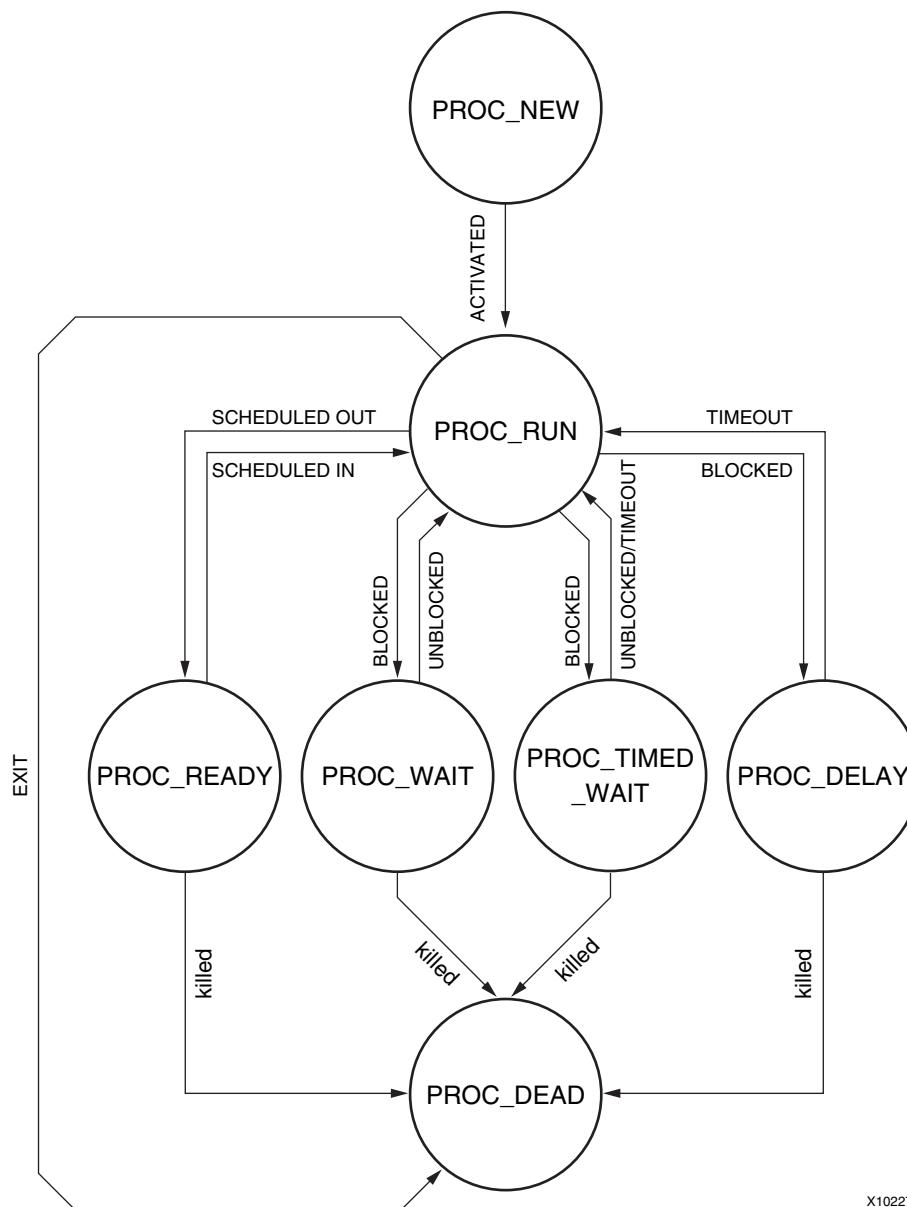 PROC_NEW
ACTIVATED
SCHEDULED OUT
PROC_RUN
TIMEOUT
SCHEDULED IN
BLOCKED
BLOCKED
UNBLOCKED
BLOCKED
UNBLOCKED/TIMEOUT
EXIT
PROC_READY
PROC_WAIT
PROC_TIMED
_WAIT
PROC_DELAY
killed
killed
killed
killed
PROC_DEAD
X1022